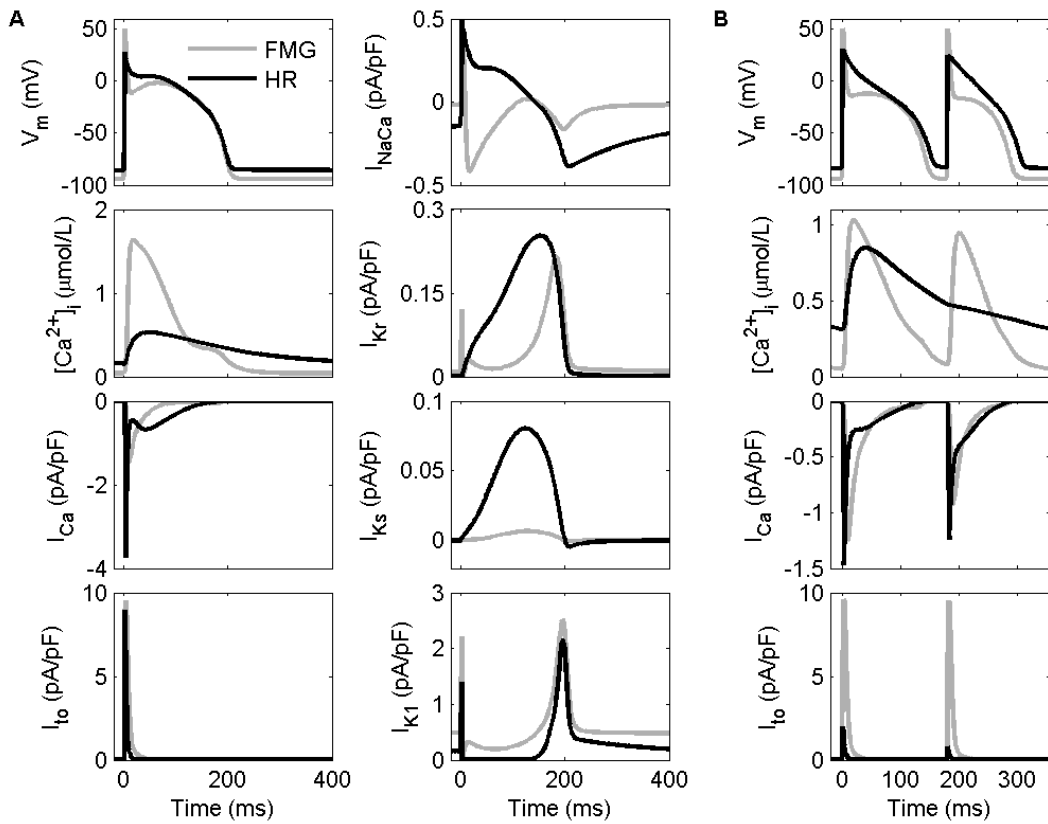 A
V_m (mV)
50
0
-50
-100
FMG
HR
[Ca²⁺]_i (μmol/L)
2
1
0
I_Ca (pA/pF)
0
-2
-4
I_to (pA/pF)
10
5
0
0 200 400
Time (ms)
I_NaCa (pA/pF)
0.5
0
-0.5
I_Kr (pA/pF)
0.3
0.15
0
I_Ks (pA/pF)
0.1
0.05
0
I_K1 (pA/pF)
3
2
1
0
0 200 400
Time (ms)
B
V_m (mV)
50
0
-50
-100
[Ca²⁺]_i (μmol/L)
1
0.5
0
I_Ca (pA/pF)
0
-0.5
-1
-1.5
I_to (pA/pF)
10
5
0
0 100 200 300
Time (ms)